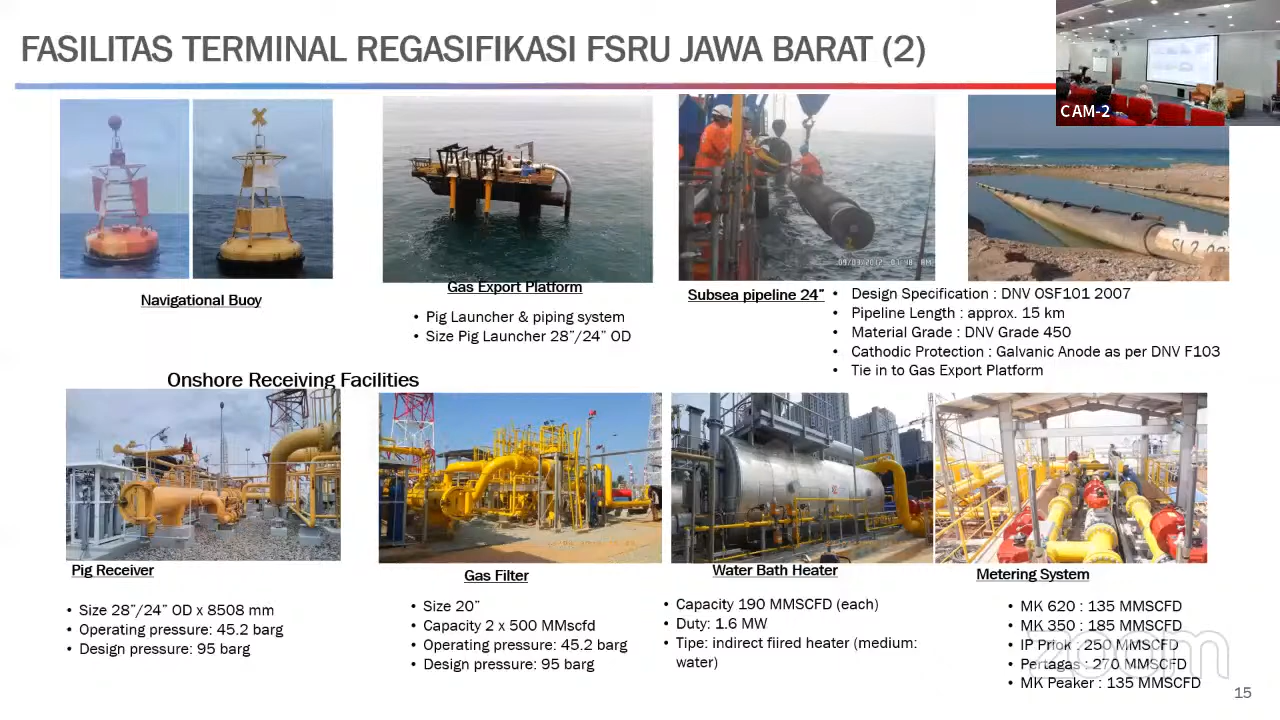 FASILITAS TERMINAL REGASIFIKASI FSRU JAWA BARAT (2)
CAM-2
Navigational Buoy
Gas Export Platform
• Pig Launcher & piping system
• Size Pig Launcher 28”/24” OD
Subsea pipeline 24”
• Design Specification : DNV OSF101 2007
• Pipeline Length : approx. 15 km
• Material Grade : DNV Grade 450
• Cathodic Protection : Galvanic Anode as per DNV F103
• Tie in to Gas Export Platform
Onshore Receiving Facilities
Pig Receiver
• Size 28”/24” OD x 8508 mm
• Operating pressure: 45.2 barg
• Design pressure: 95 barg
Gas Filter
• Size 20”
• Capacity 2 x 500 MMscfd
• Operating pressure: 45.2 barg
• Design pressure: 95 barg
Water Bath Heater
• Capacity 190 MMSCFD (each)
• Duty: 1.6 MW
• Tipe: indirect fiired heater (medium:
water)
Metering System
• MK 620 : 135 MMSCFD
• MK 350 : 185 MMSCFD
• IP Priok : 250 MMSCFD
• Pertagas : 270 MMSCFD
• MK Peaker : 135 MMSCFD
zoom
15